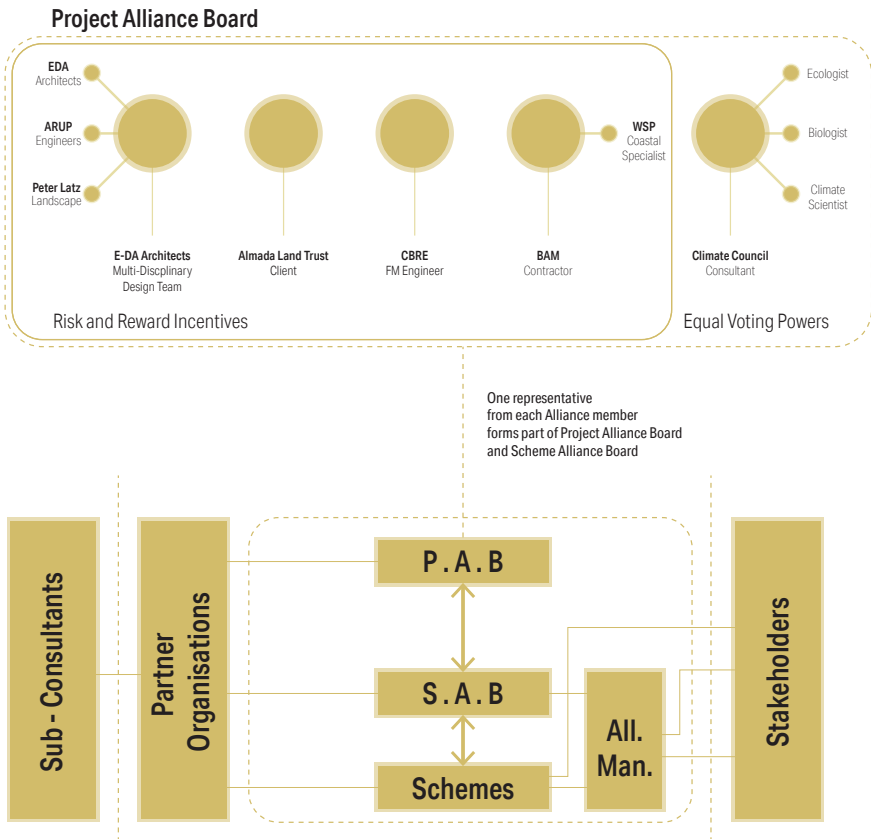 Project Alliance Board
EDA
Architects
ARUP
Engineers
Peter Latz
Landscape
WSP
Coastal
Specialist
Ecologist
Biologist
Climate
Scientist
E-DA Architects
Multi-Discplinary
Design Team
Almada Land Trust
Client
CBRE
FM Engineer
BAM
Contractor
Climate Council
Consultant
Risk and Reward Incentives
Equal Voting Powers
One representative
from each Alliance member
forms part of Project Alliance Board
and Scheme Alliance Board
Sub - Consultants
Partner
Organisations
P . A . B
S . A . B
Schemes
All.
Man.
Stakeholders